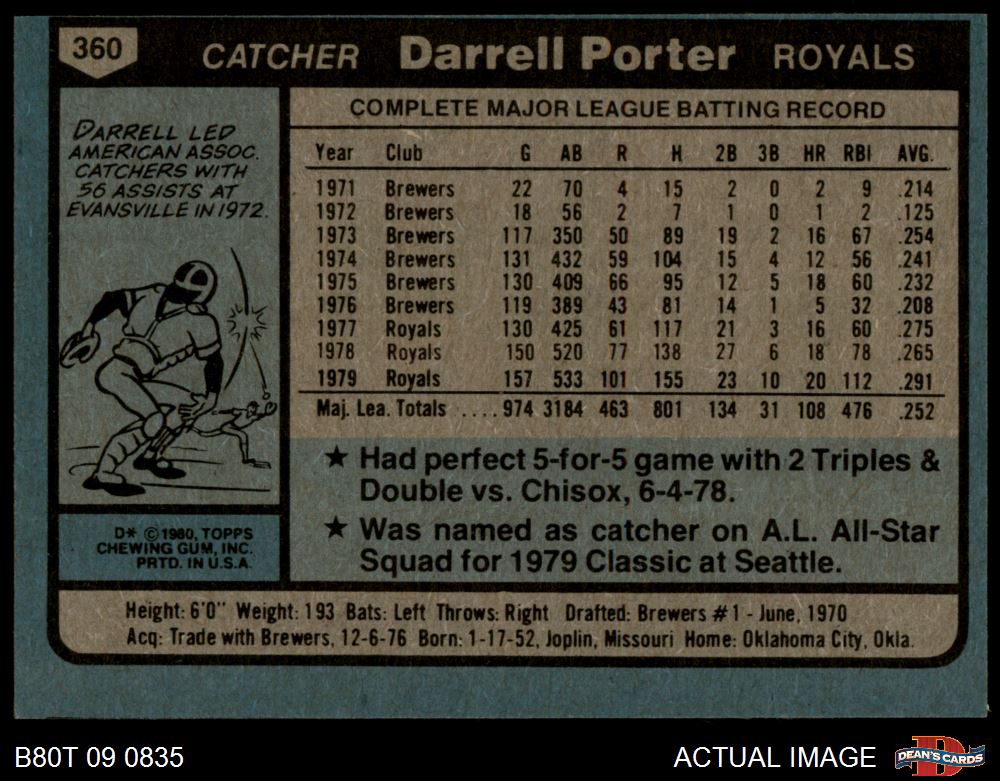 360 CATCHER Darrell Porter ROYALS
DARRELL LED
AMERICAN ASSOC.
CATCHERS WITH
56 ASSISTS AT
EVANSVILLE IN 1972.
D* © 1980, TOPPS
CHEWING GUM, INC.
PRTD. IN U.S.A.
COMPLETE MAJOR LEAGUE BATTING RECORD
Year Club G AB R H 2B 3B HR RBI AVG.
1971 Brewers 22 70 4 15 2 0 2 9 .214
1972 Brewers 18 56 2 7 1 0 1 2 .125
1973 Brewers 117 350 50 89 19 2 16 67 .254
1974 Brewers 131 432 59 104 15 4 12 56 .241
1975 Brewers 130 409 66 95 12 5 18 60 .232
1976 Brewers 119 389 43 81 14 1 5 32 .208
1977 Royals 130 425 61 117 21 3 16 60 .275
1978 Royals 150 520 77 138 27 6 18 78 .265
1979 Royals 157 533 101 155 23 10 20 112 .291
Maj. Lea. Totals ....974 3184 463 801 134 31 108 476 .252
★ Had perfect 5-for-5 game with 2 Triples &
Double vs. Chisox, 6-4-78.
★ Was named as catcher on A.L. All-Star
Squad for 1979 Classic at Seattle.
Height: 6'0" Weight: 193 Bats: Left Throws: Right Drafted: Brewers #1 - June, 1970
Acq: Trade with Brewers, 12-6-76 Born: 1-17-52, Joplin, Missouri Home: Oklahoma City, Okla.
B80T 09 0835
ACTUAL IMAGE
D
DEAN'S CARDS